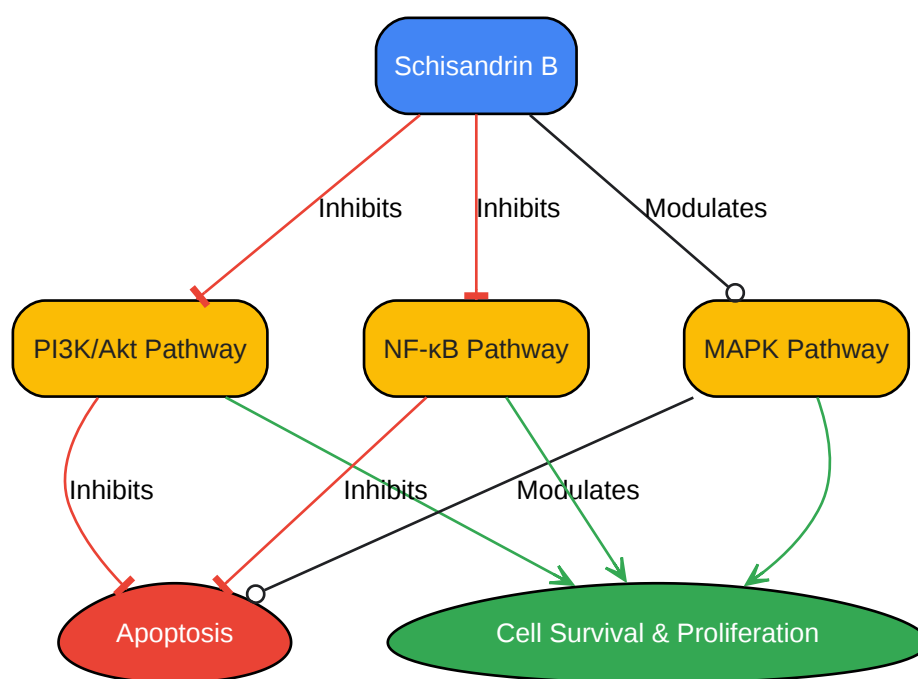 Schisandrin B
Inhibits
Inhibits
Modulates
PI3K/Akt Pathway
NF-κB Pathway
MAPK Pathway
Inhibits
Inhibits
Modulates
Apoptosis
Cell Survival & Proliferation